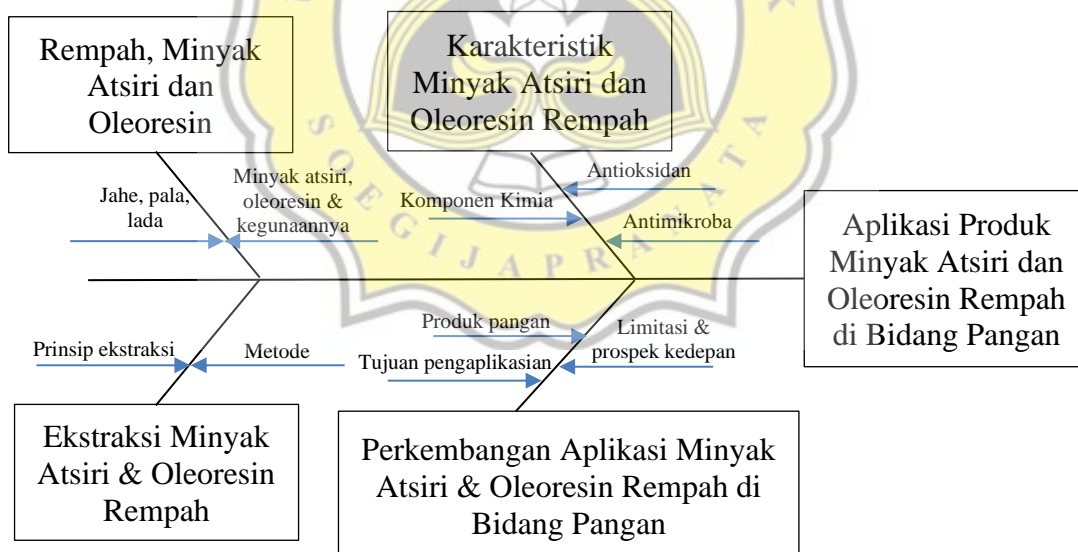 Rempah, Minyak
Atsiri dan
Oleoresin
Karakteristik
Minyak Atsiri dan
Oleoresin Rempah
Jahe, pala,
lada
Minyak atsiri,
oleoresin &
kegunaannya
Komponen Kimia
Antioksidan
Antimikroba
SOEGIJAPRANATA
Aplikasi Produk
Minyak Atsiri dan
Oleoresin Rempah
di Bidang Pangan
Prinsip ekstraksi
Metode
Produk pangan
Tujuan pengaplikasian
Limitasi &
prospek kedepan
Ekstraksi Minyak
Atsiri & Oleoresin
Rempah
Perkembangan Aplikasi Minyak
Atsiri & Oleoresin Rempah di
Bidang Pangan